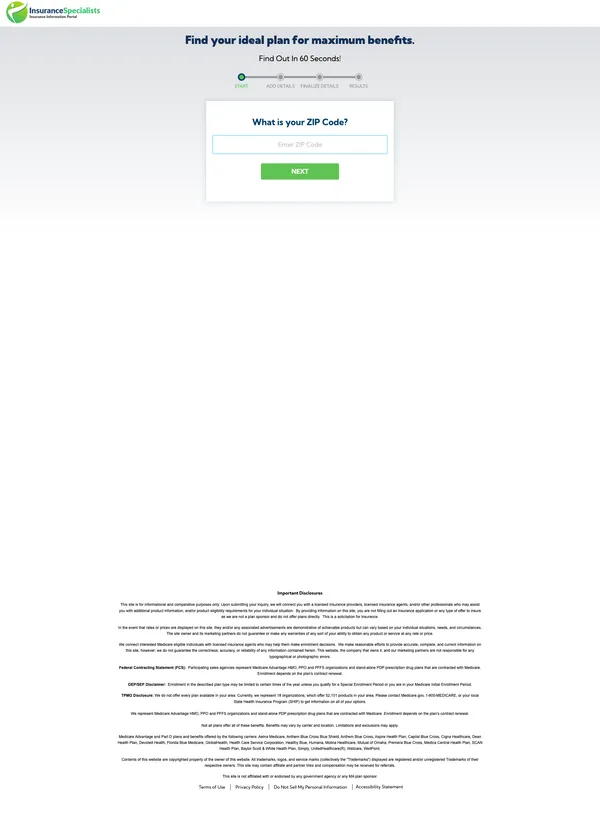 InsuranceSpecialists
Insurance Information Portal
Find your ideal plan for maximum benefits.
Find Out In 60 Seconds!
START ADD DETAILS FINALIZE DETAILS RESULTS
What is your ZIP Code?
Enter ZIP Code
NEXT
Important Disclosures
This site is for informational and comparative purposes only. Upon submitting your inquiry, we will connect you with a licensed insurance providers, licensed insurance agents, and/or other professionals who may assist
you with additional product information, and/or product eligibility requirements for your individual situation. By providing information on this site, you are not filling out an insurance application or any type of offer to insure
as we are not a plan sponsor and do not offer plans directly. This is a solicitation for insurance.
In the event that rates or prices are displayed on this site, they and/or any associated advertisements are demonstrative of achievable products but can vary based on your individual situations, needs, and circumstances.
The site owner and its marketing partners do not guarantee or make any warranties of any sort of your ability to obtain any product or service at any rate or price.
We connect interested Medicare eligible individuals with licensed insurance agents who may help them make enrollment decisions. We make reasonable efforts to provide accurate, complete, and current information on
this site, however, we do not guarantee the correctness, accuracy, or reliability of any information contained herein. This website, the company that owns it, and our marketing partners are not responsible for any
typographical or photographic errors.
Federal Contracting Statement (FCS): Participating sales agencies represent Medicare Advantage HMO, PPO and PFFS organizations and stand-alone PDP prescription drug plans that are contracted with Medicare.
Enrollment depends on the plan's contract renewal.
OEP/SEP Disclaimer: Enrollment in the described plan type may be limited to certain times of the year unless you qualify for a Special Enrollment Period or you are in your Medicare Initial Enrollment Period.
TPMO Disclosure: We do not offer every plan available in your area. Currently, we represent 18 organizations, which offer 52,101 products in your area. Please contact Medicare.gov, 1-800-MEDICARE, or your local
State Health Insurance Program (SHIP) to get information on all of your options.
We represent Medicare Advantage HMO, PPO and PFFS organizations and stand-alone PDP prescription drug plans that are contracted with Medicare. Enrollment depends on the plan's contract renewal.
Not all plans offer all of these benefits. Benefits may vary by carrier and location. Limitations and exclusions may apply.
Medicare Advantage and Part D plans and benefits offered by the following carriers: Aetna Medicare, Anthem Blue Cross Blue Shield, Anthem Blue Cross, Aspire Health Plan, Capital Blue Cross, Cigna Healthcare, Dean
Health Plan, Devoted Health, Florida Blue Medicare, GlobalHealth, Health Care Service Corporation, Healthy Blue, Humana, Molina Healthcare, Mutual of Omaha, Premera Blue Cross, Medica Central Health Plan, SCAN
Health Plan, Baylor Scott & White Health Plan, Simply, UnitedHealthcare(R), Wellcare, WellPoint.
Contents of this website are copyrighted property of the owner of this website. All trademarks, logos, and service marks (collectively the "Trademarks") displayed are registered and/or unregistered Trademarks of their
respective owners. This site may contain affiliate and partner links and compensation may be received for referrals.
This site is not affiliated with or endorsed by any government agency or any MA plan sponsor.
Terms of Use | Privacy Policy | Do Not Sell My Personal Information | Accessibility Statement